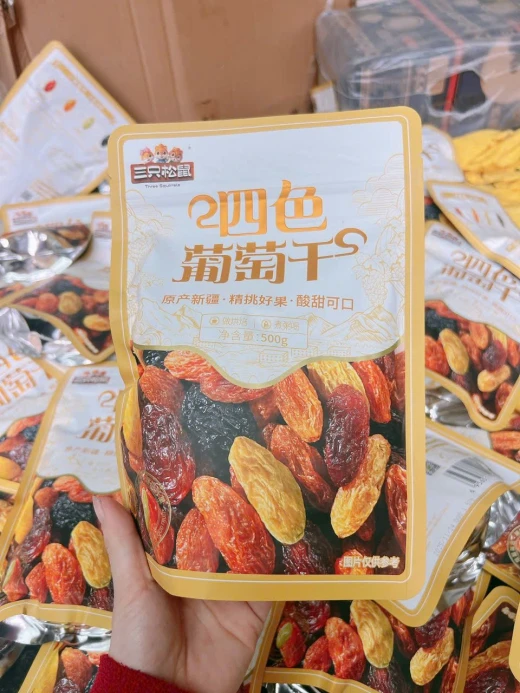 三只松鼠
Three Squirrels
四色
葡萄干
原产新疆·精挑好果·酸甜可口
净含量:500g
图片仅供参考